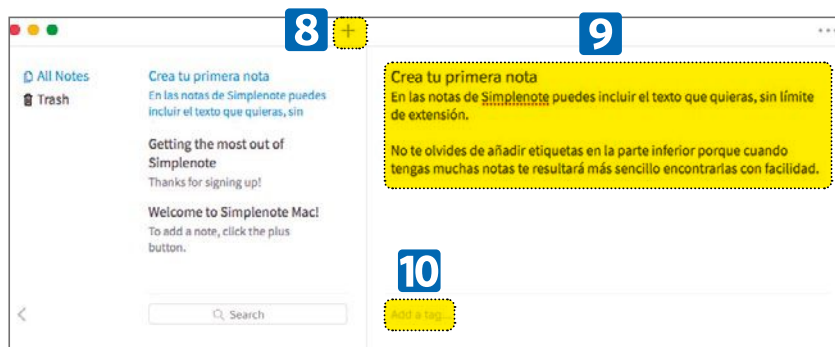 8
9
All Notes
Trash
Crea tu primera nota
En las notas de Simplenote puedes
incluir el texto que quieras, sin
Getting the most out of
Simplenote
Thanks for signing up!
Welcome to Simplenote Mac!
To add a note, click the plus
button.
Search
Crea tu primera nota
En las notas de Simplenote puedes incluir el texto que quieras, sin límite
de extensión.
No te olvides de añadir etiquetas en la parte inferior porque cuando
tengas muchas notas te resultará más sencillo encontrarlas con facilidad.
10
Add a tag...